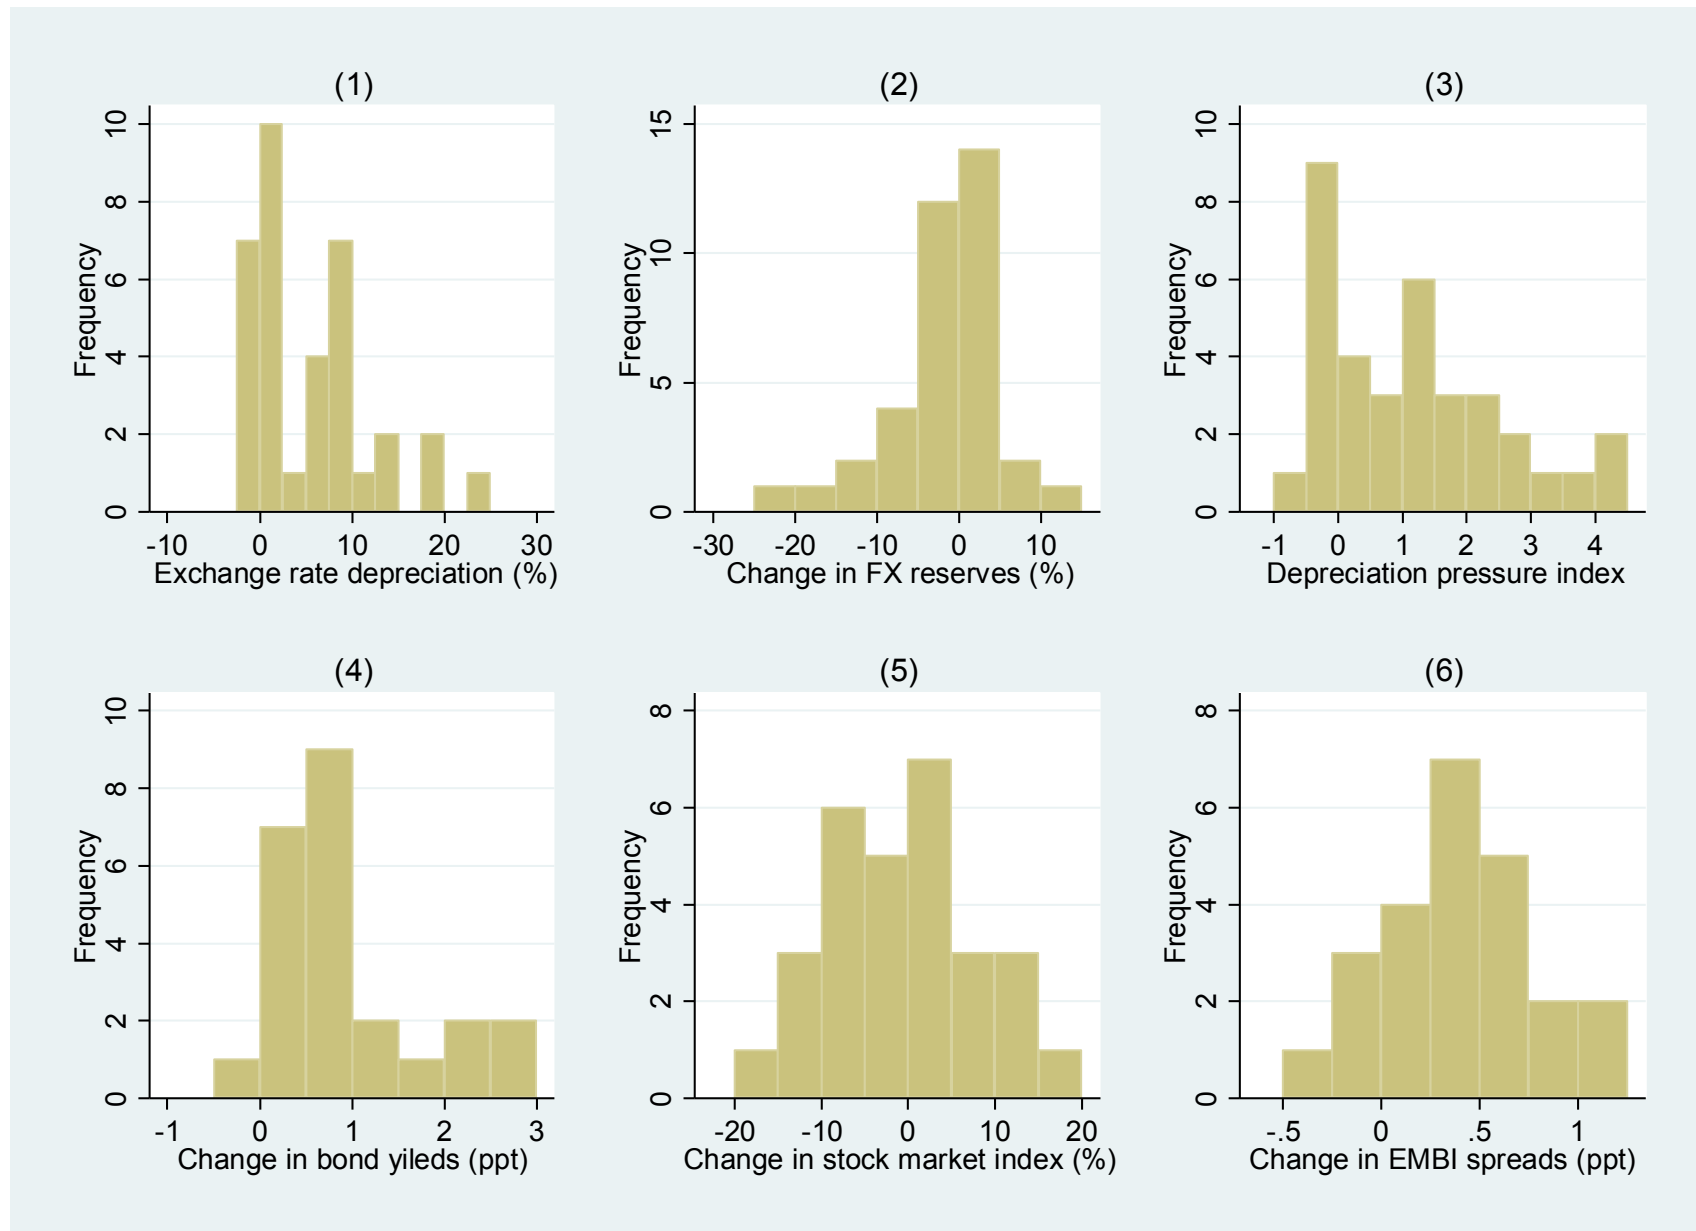 (1)
Frequency
10
8
6
4
2
0
-10 0 10 20 30
Exchange rate depreciation (%)
(2)
Frequency
15
10
5
0
-30 -20 -10 0 10
Change in FX reserves (%)
(3)
Frequency
10
8
6
4
2
0
-1 0 1 2 3 4
Depreciation pressure index
(4)
Frequency
10
8
6
4
2
0
-1 0 1 2 3
Change in bond yileds (ppt)
(5)
Frequency
8
6
4
2
0
-20 -10 0 10 20
Change in stock market index (%)
(6)
Frequency
8
6
4
2
0
-.5 0 .5 1
Change in EMBI spreads (ppt)